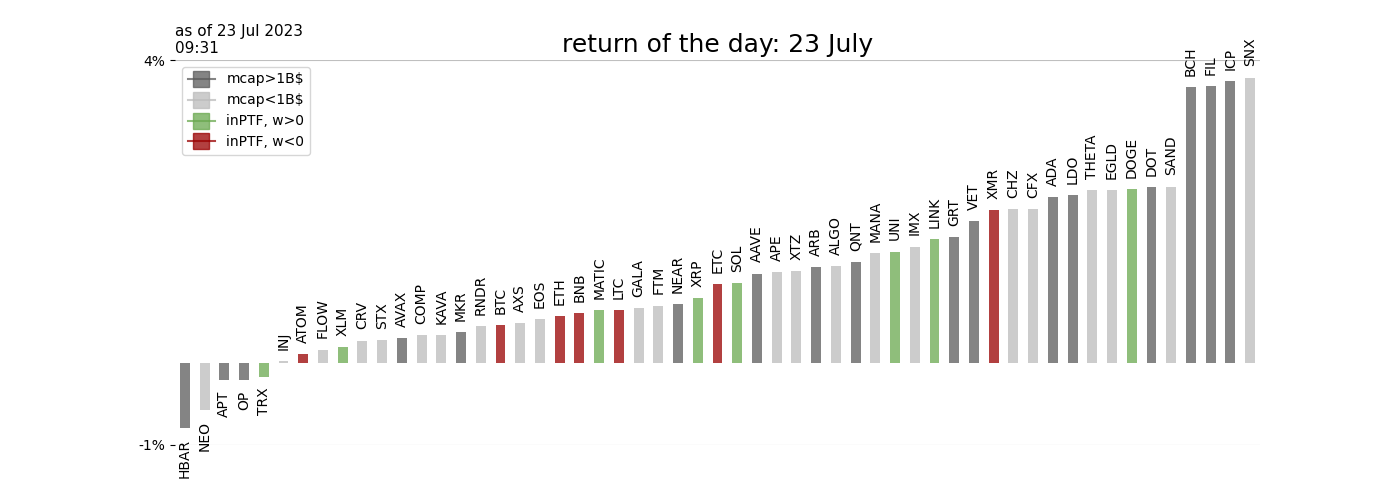 as of 23 Jul 2023
09:31
return of the day: 23 July
4%
mcap>1B$
mcap<1B$
inPTF, w>0
inPTF, w<0
-1%
HBAR
NEO
APT
OP
TRX
INJ
ATOM
FLOW
XLM
CRV
STX
AVAX
COMP
KAVA
MKR
RNDR
BTC
AXS
EOS
ETH
BNB
MATIC
LTC
GALA
FTM
NEAR
XRP
ETC
SOL
AAVE
APE
XTZ
ARB
ALGO
QNT
MANA
UNI
IMX
LINK
GRT
VET
XMR
CHZ
CFX
ADA
LDO
THETA
EGLD
DOGE
DOT
SAND
BCH
FIL
ICP
SNX